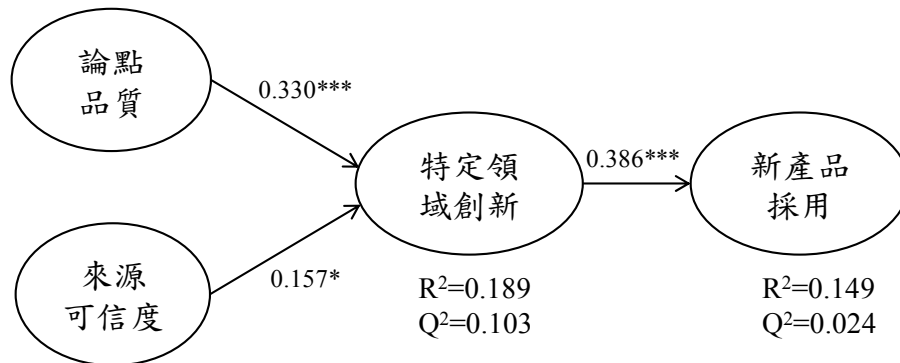 論點
品質
0.330***
特定領
域創新
0.386***
新產品
採用
來源
可信度
0.157*
R²=0.189
Q²=0.103
R²=0.149
Q²=0.024